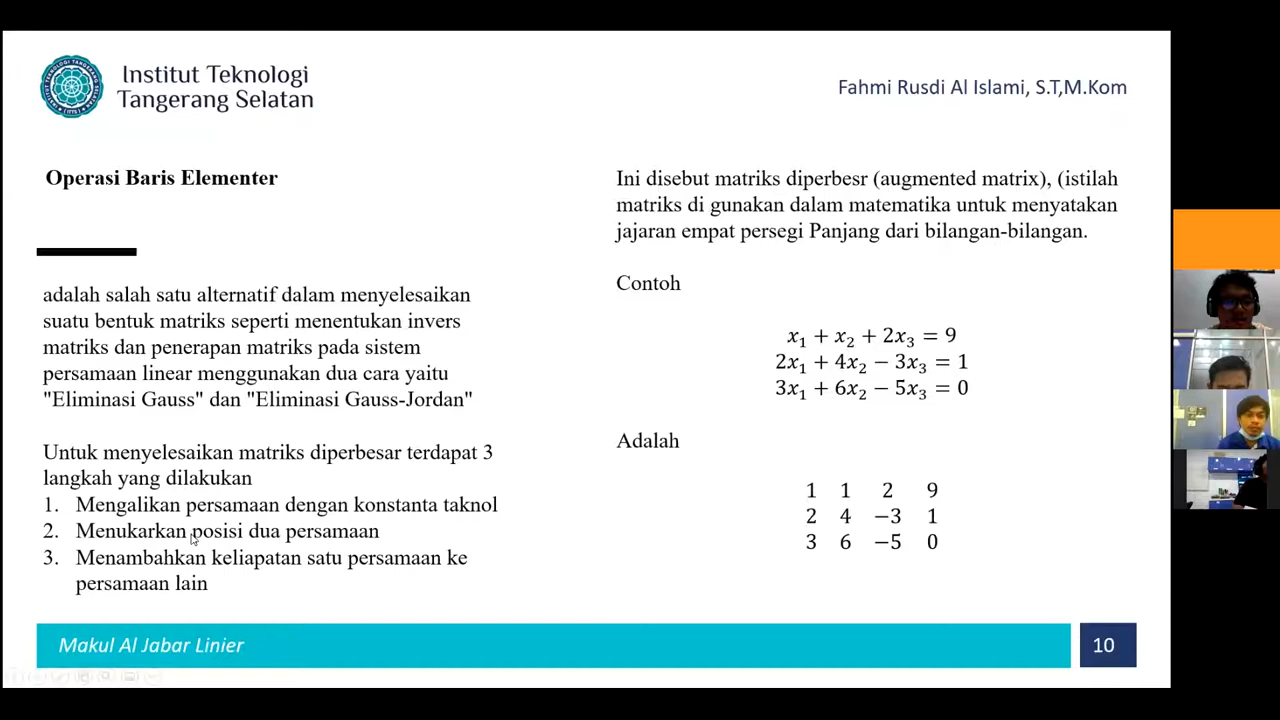 Institut Teknologi
Tangerang Selatan
Fahmi Rusdi Al Islami, S.T,M.Kom
Operasi Baris Elementer
adalah salah satu alternatif dalam menyelesaikan
suatu bentuk matriks seperti menentukan invers
matriks dan penerapan matriks pada sistem
persamaan linear menggunakan dua cara yaitu
"Eliminasi Gauss" dan "Eliminasi Gauss-Jordan"
Untuk menyelesaikan matriks diperbesar terdapat 3
langkah yang dilakukan
1. Mengalikan persamaan dengan konstanta taknol
2. Menukarkan posisi dua persamaan
3. Menambahkan keliapatan satu persamaan ke
persamaan lain
Ini disebut matriks diperbesr (augmented matrix), (istilah
matriks di gunakan dalam matematika untuk menyatakan
jajaran empat persegi Panjang dari bilangan-bilangan.
Contoh
x₁ + x₂ + 2x₃ = 9
2x₁ + 4x₂ − 3x₃ = 1
3x₁ + 6x₂ − 5x₃ = 0
Adalah
1 1 2 9
2 4 −3 1
3 6 −5 0
Makul Al Jabar Linier
10